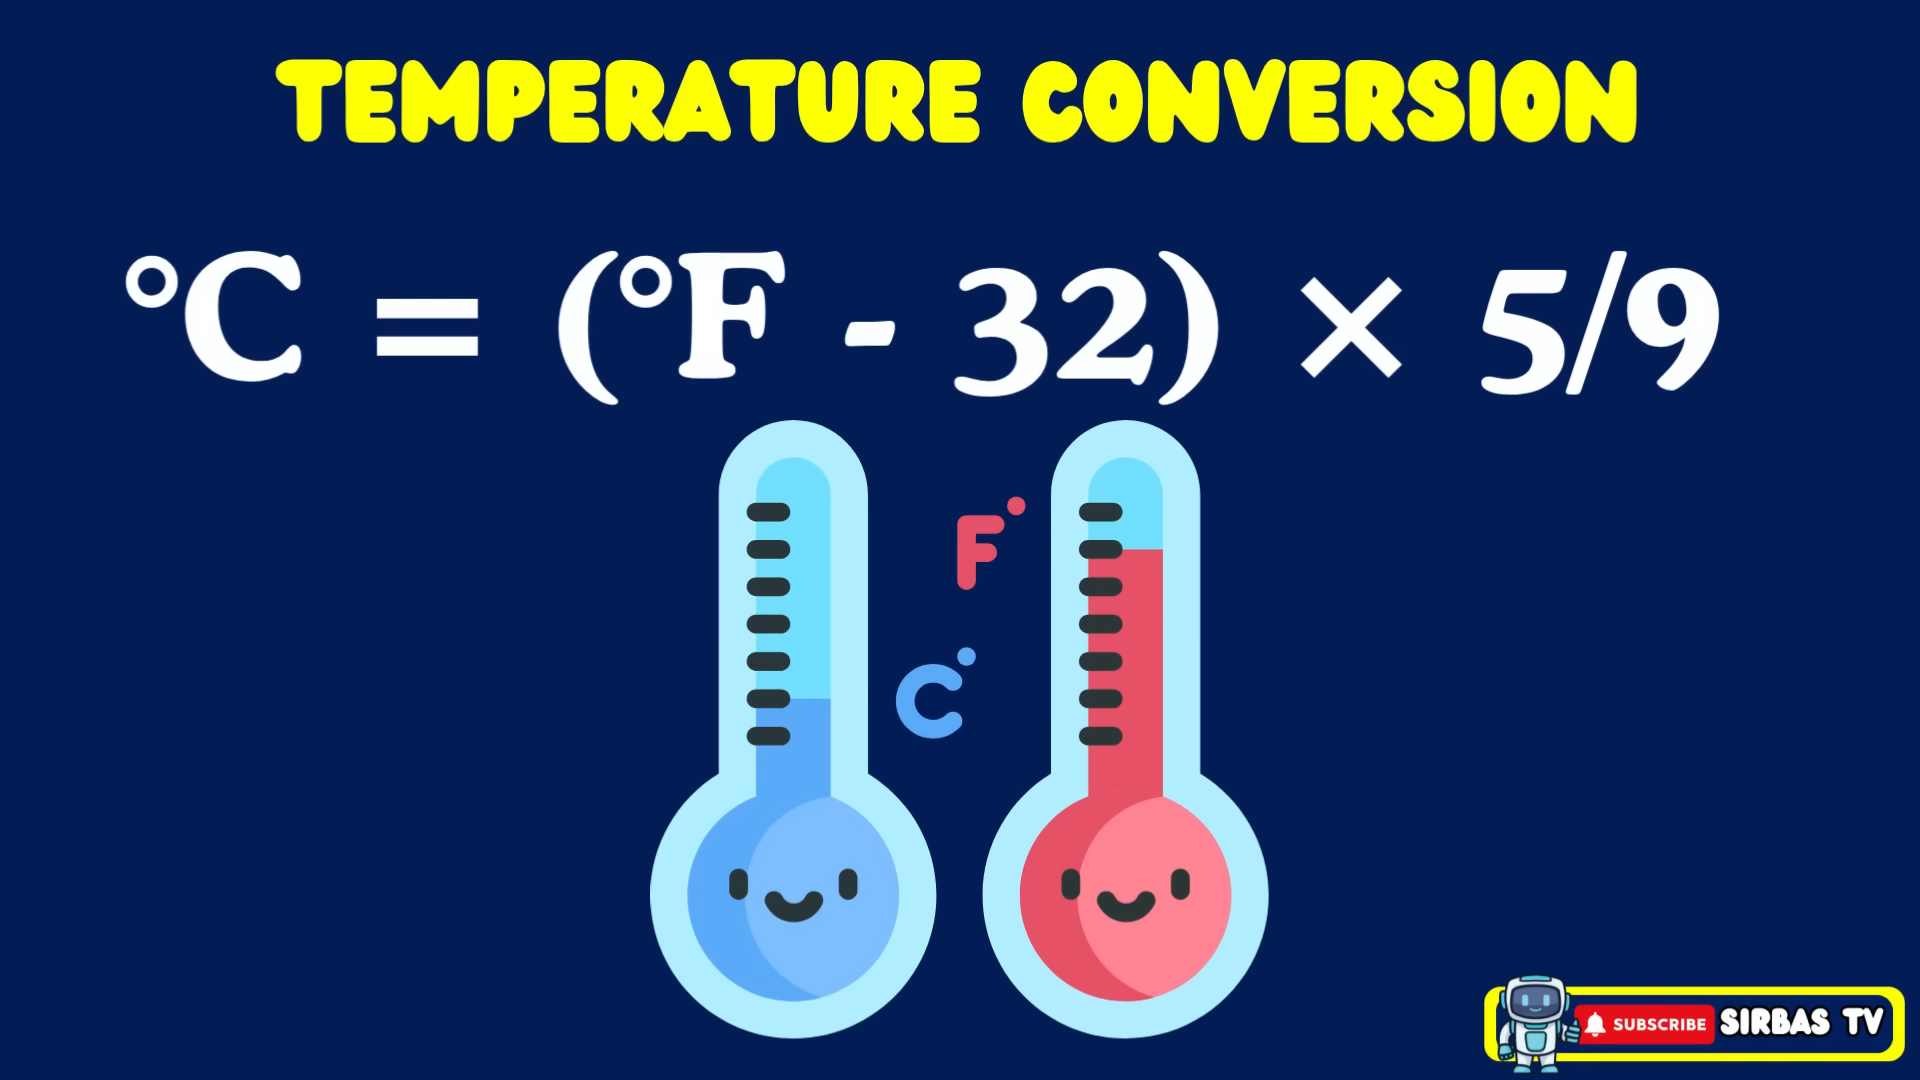 TEMPERATURE CONVERSION
°C = (°F - 32) × 5/9
F°
C°
SUBSCRIBE SIRBAS TV